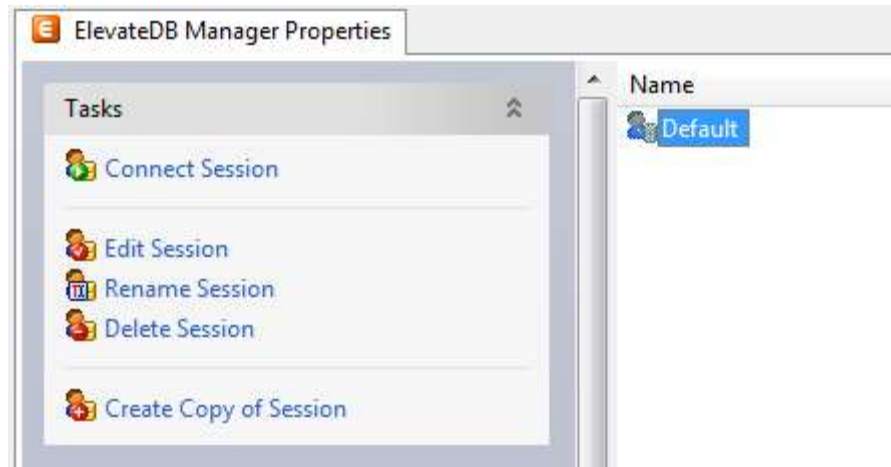 ElevateDB Manager Properties
Tasks
Connect Session
Edit Session
Rename Session
Delete Session
Create Copy of Session
Name
Default